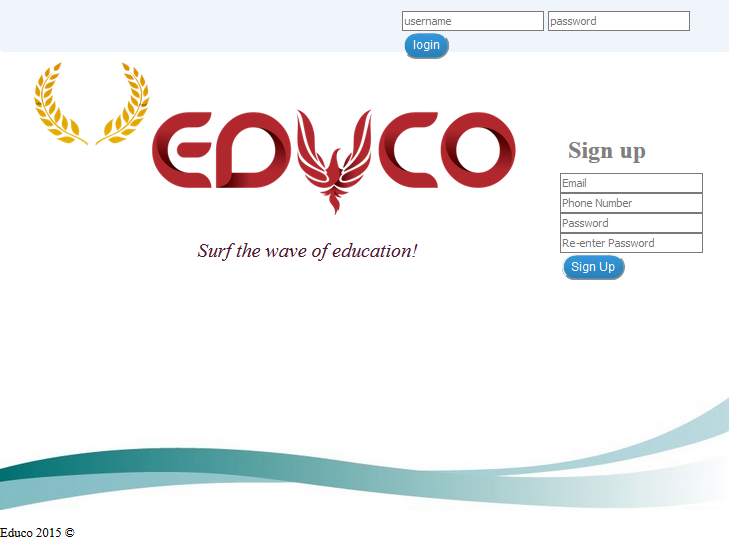 username password
login
EDUCO
Sign up
Email
Phone Number
Password
Re-enter Password
Sign Up
Surf the wave of education!
Educo 2015 ©